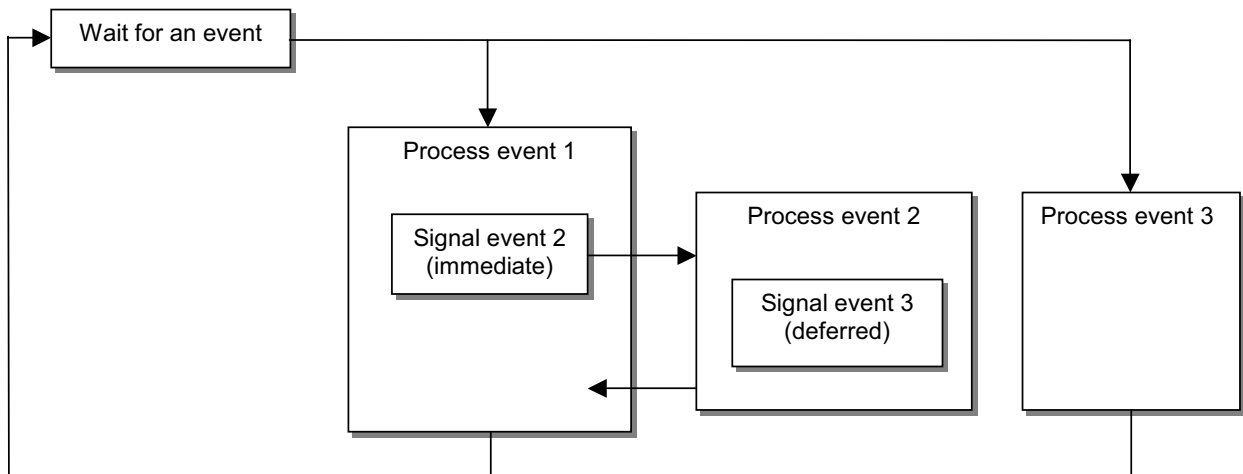 Wait for an event
Process event 1
Signal event 2
(immediate)
Process event 2
Signal event 3
(deferred)
Process event 3